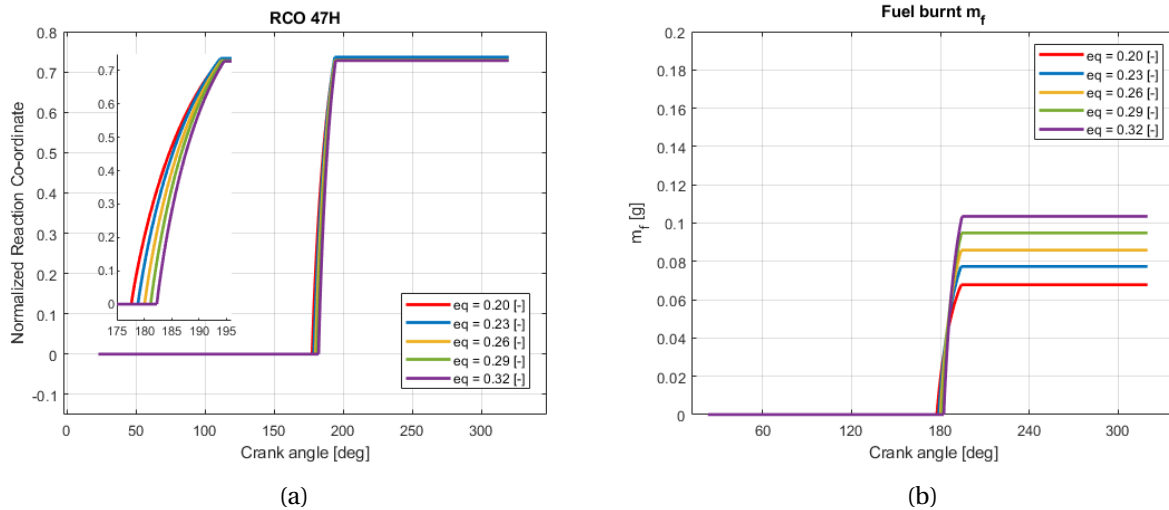 RCO 47H
Normalized Reaction Co-ordinate
0.8
0.7
0.6
0.5
0.4
0.3
0.2
0.1
0
-0.1
0.7
0.6
0.5
0.4
0.3
0.2
0.1
0
175 180 185 190 195
eq = 0.20 [-]
eq = 0.23 [-]
eq = 0.26 [-]
eq = 0.29 [-]
eq = 0.32 [-]
0 50 100 150 200 250 300
Crank angle [deg]
(a)
Fuel burnt m_f
m_f [g]
0.2
0.18
0.16
0.14
0.12
0.1
0.08
0.06
0.04
0.02
0
eq = 0.20 [-]
eq = 0.23 [-]
eq = 0.26 [-]
eq = 0.29 [-]
eq = 0.32 [-]
60 120 180 240 300
Crank angle [deg]
(b)